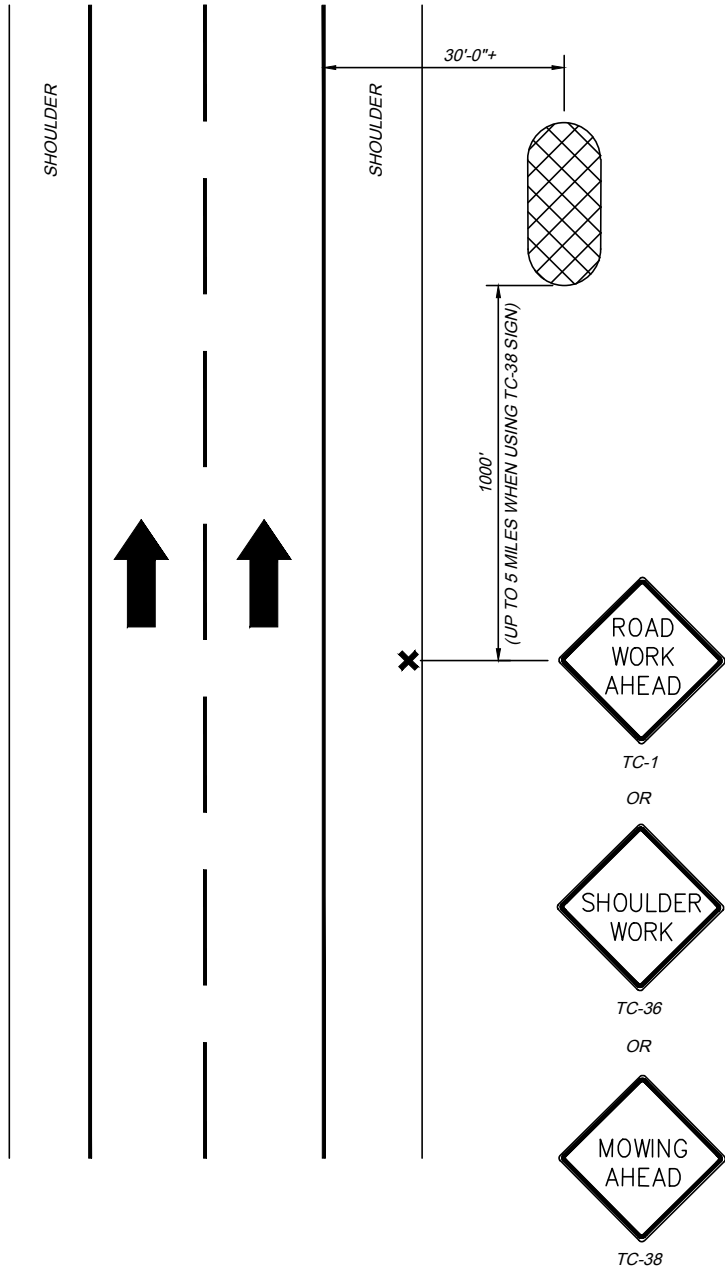 30'-0"+
SHOULDER
SHOULDER
1000'
(UP TO 5 MILES WHEN USING TC-38 SIGN)
ROAD
WORK
AHEAD
TC-1
OR
SHOULDER
WORK
TC-36
OR
MOWING
AHEAD
TC-38